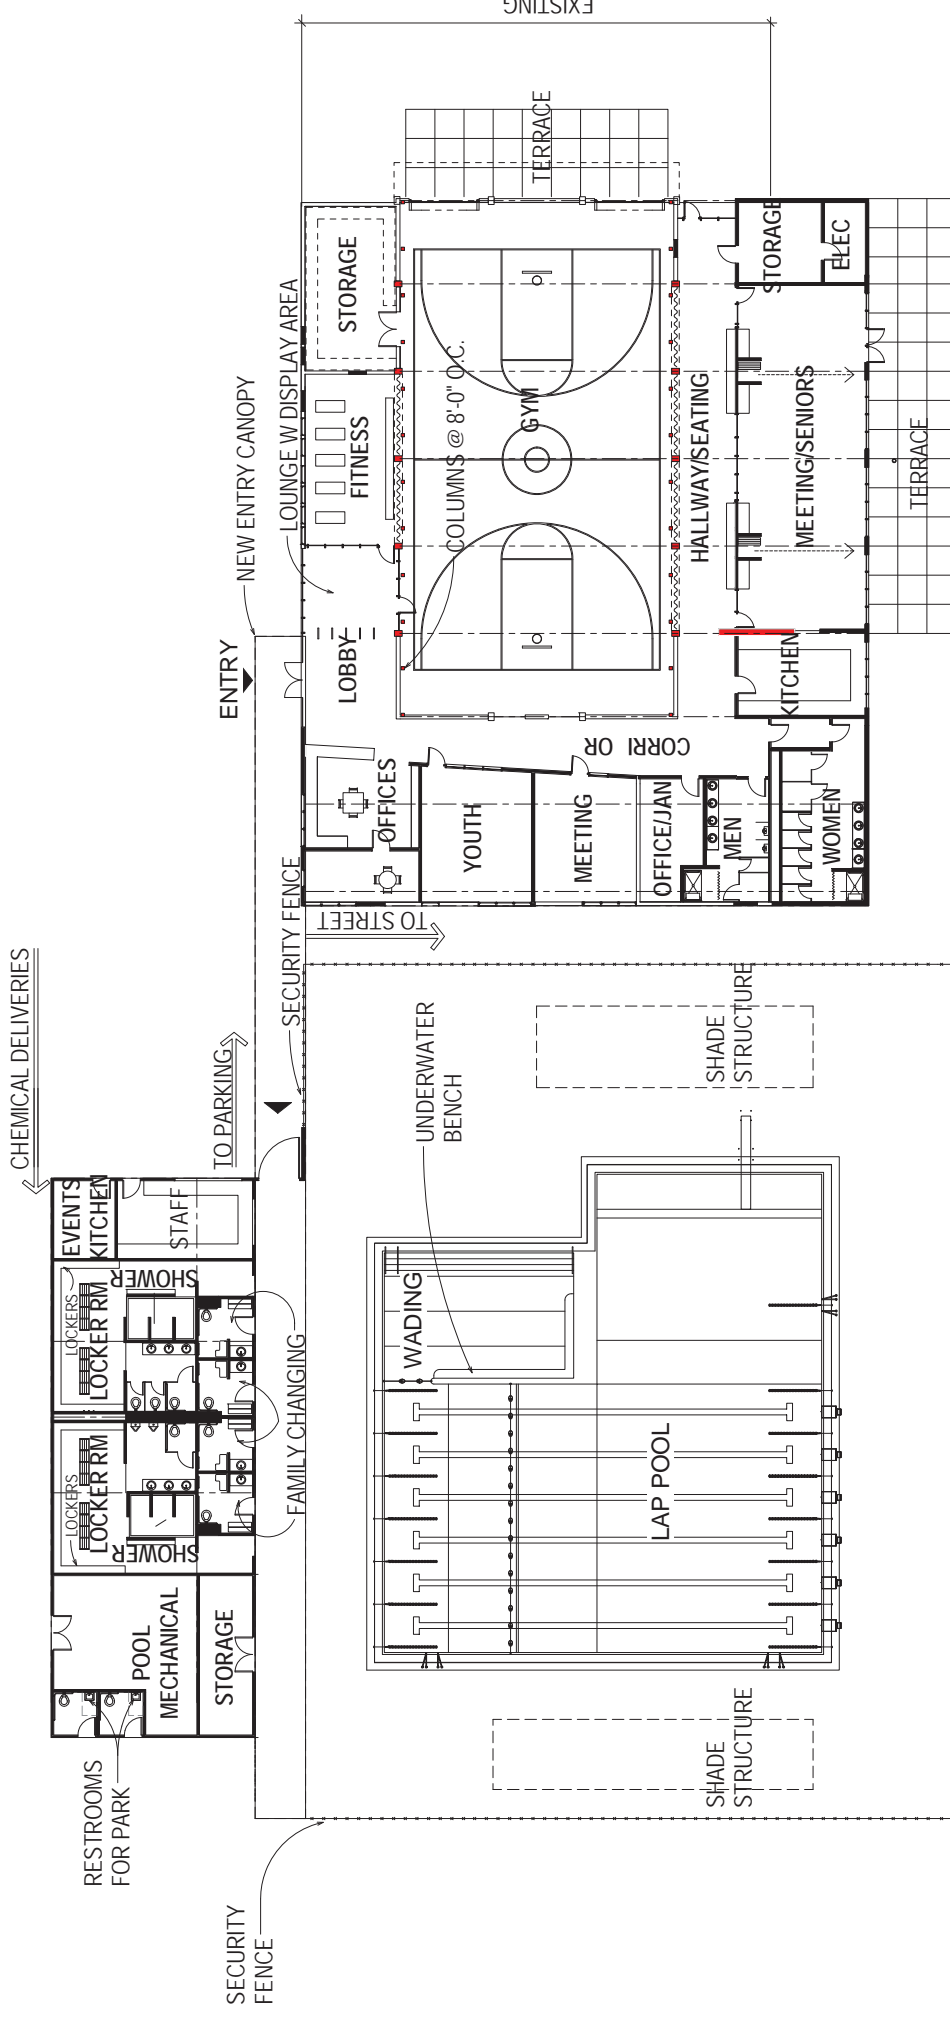 EXISTING
TERRACE
STORAGE
LOUNGE W DISPLAY AREA
NEW ENTRY CANOPY
FITNESS
COLUMNS @ 8'-0" O.C.
GYM
STORAGE
ELEC
HALLWAY/SEATING
MEETING/SENIORS
TERRACE
ENTRY
LOBBY
KITCHEN
CORRI OR
OFFICES
YOUTH
MEETING
OFFICE/JAN
MEN
WOMEN
TO STREET
SECURITY FENCE
CHEMICAL DELIVERIES
TO PARKING
UNDERWATER
BENCH
SHADE
STRUCTURE
EVENTS
KITCHEN
STAFF
SHOWER
LOCKERS
LOCKER RM
FAMILY CHANGING
LOCKERS
LOCKER RM
SHOWER
WADING
LAP POOL
POOL
MECHANICAL
STORAGE
RESTROOMS
FOR PARK
SHADE
STRUCTURE
SECURITY
FENCE